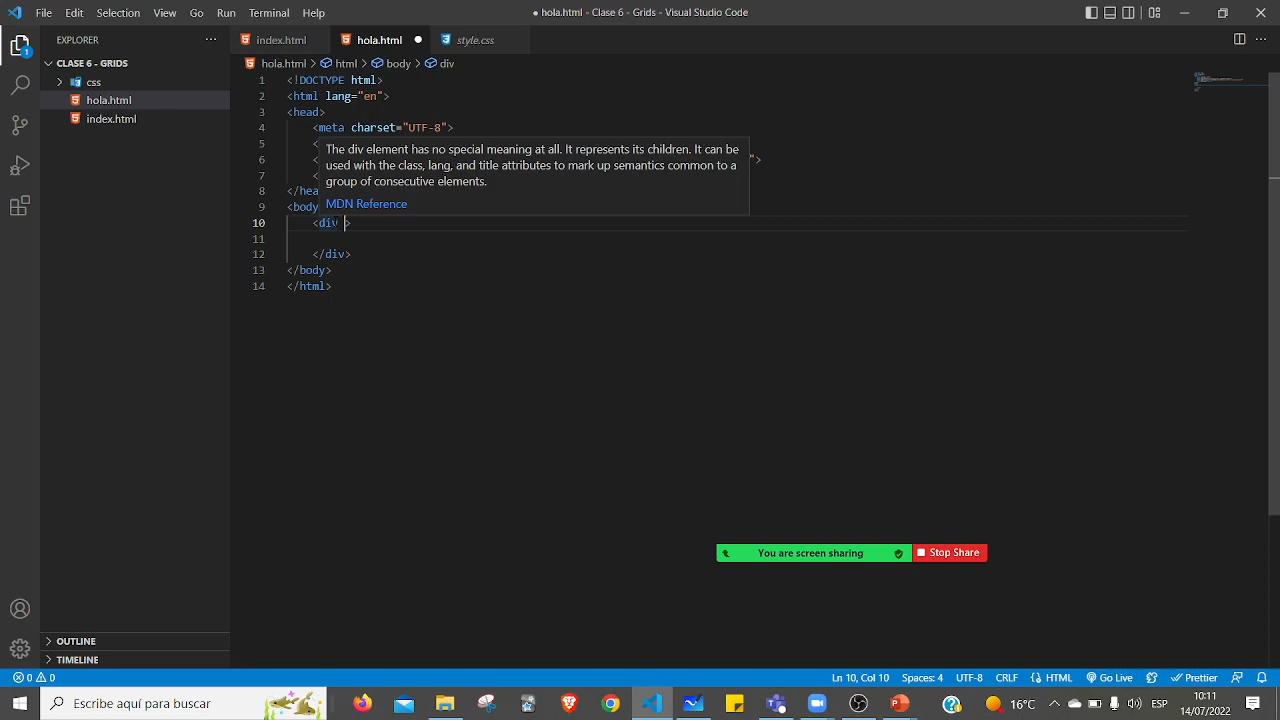 File Edit Selection View Go Run Terminal Help
● hola.html - Clase 6 - Grids - Visual Studio Code
EXPLORER ···
index.html
hola.html ●
style.css
CLASE 6 - GRIDS
css
hola.html
index.html
hola.html > html > body > div
1 <!DOCTYPE html>
2 <html lang="en">
3 <head>
4 <meta charset="UTF-8">
5 <
6 < ">
7 <
8 </hea
9 <body
10 <div >
11
12 </div>
13 </body>
14 </html>
The div element has no special meaning at all. It represents its children. It can be
used with the class, lang, and title attributes to mark up semantics common to a
group of consecutive elements.
MDN Reference
You are screen sharing
Stop Share
OUTLINE
TIMELINE
1
0 0
Ln 10, Col 10 Spaces: 4 UTF-8 CRLF HTML Go Live Prettier
Escribe aquí para buscar
16°C
ESP
10:11
14/07/2022